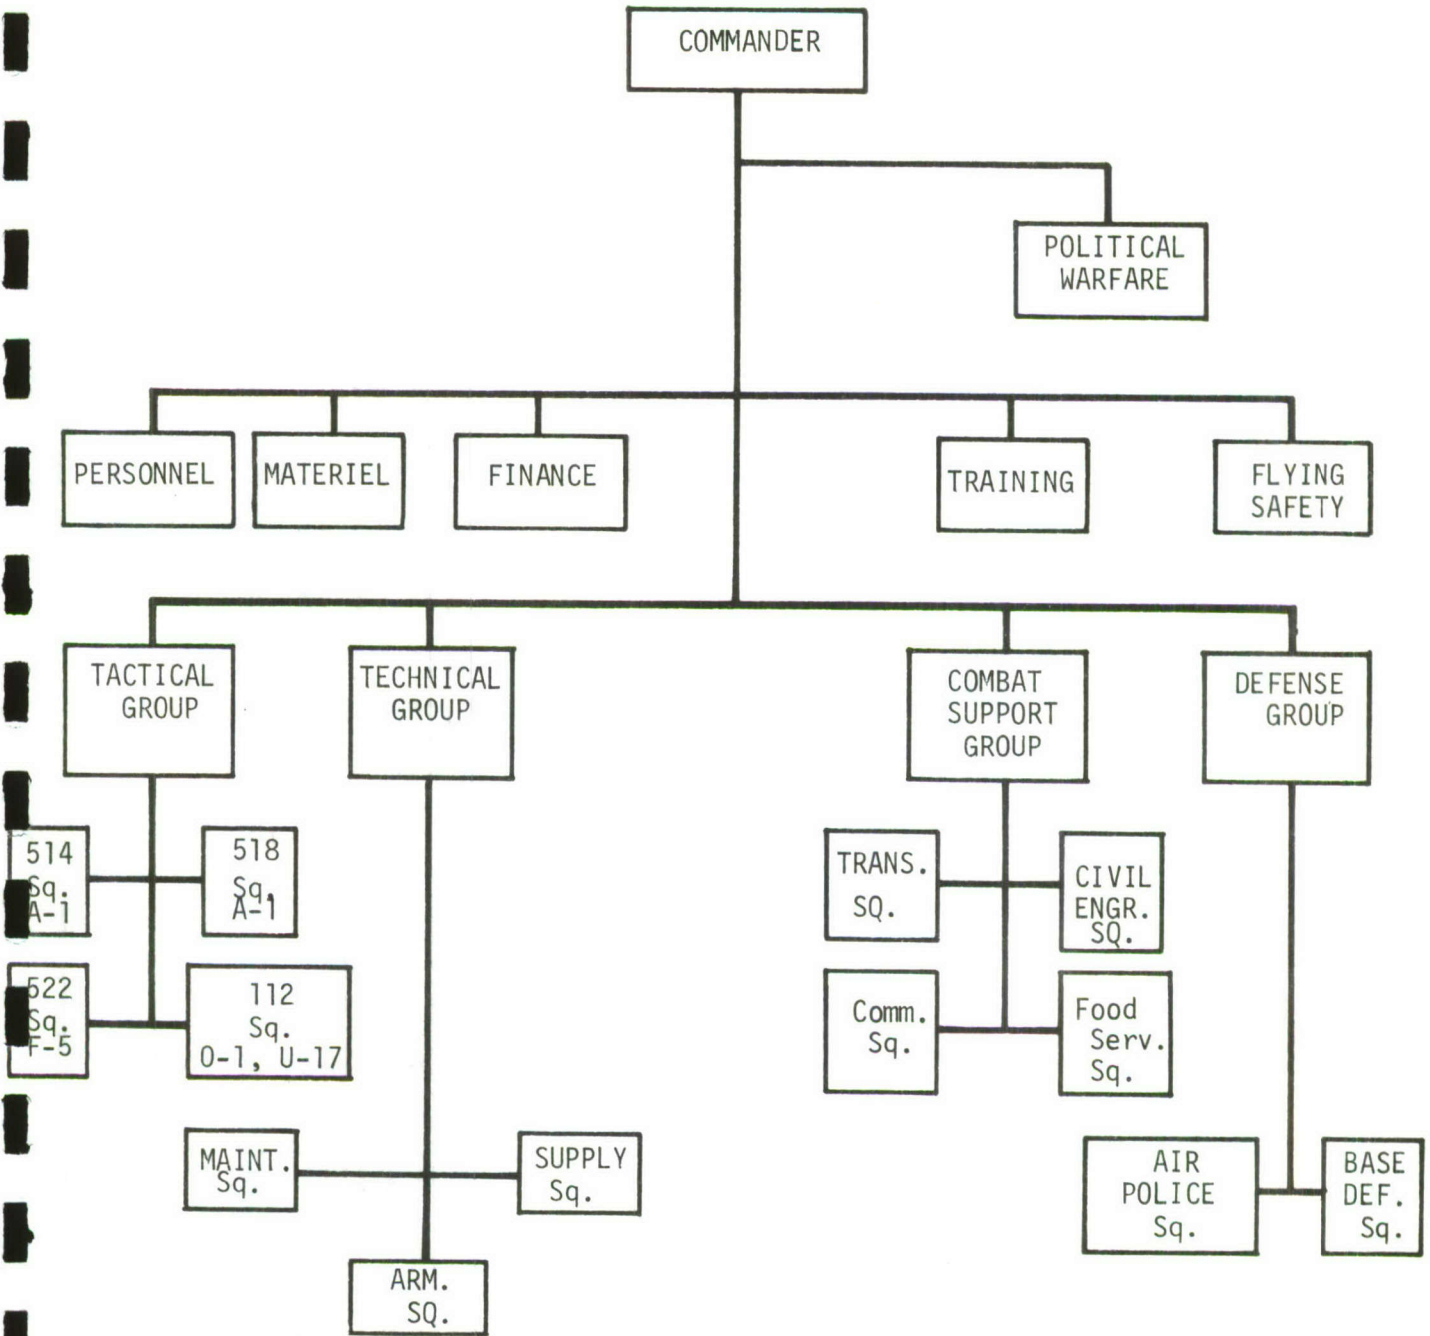 COMMANDER
POLITICAL
WARFARE
PERSONNEL
MATERIEL
FINANCE
TRAINING
FLYING
SAFETY
TACTICAL
GROUP
TECHNICAL
GROUP
COMBAT
SUPPORT
GROUP
DEFENSE
GROUP
514
Sq.
A-1
518
Sq.
A-1
522
Sq.
F-5
112
Sq.
O-1, U-17
TRANS.
SQ.
CIVIL
ENGR.
SQ.
Comm.
Sq.
Food
Serv.
Sq.
MAINT.
Sq.
SUPPLY
Sq.
ARM.
SQ.
AIR
POLICE
Sq.
BASE
DEF.
Sq.